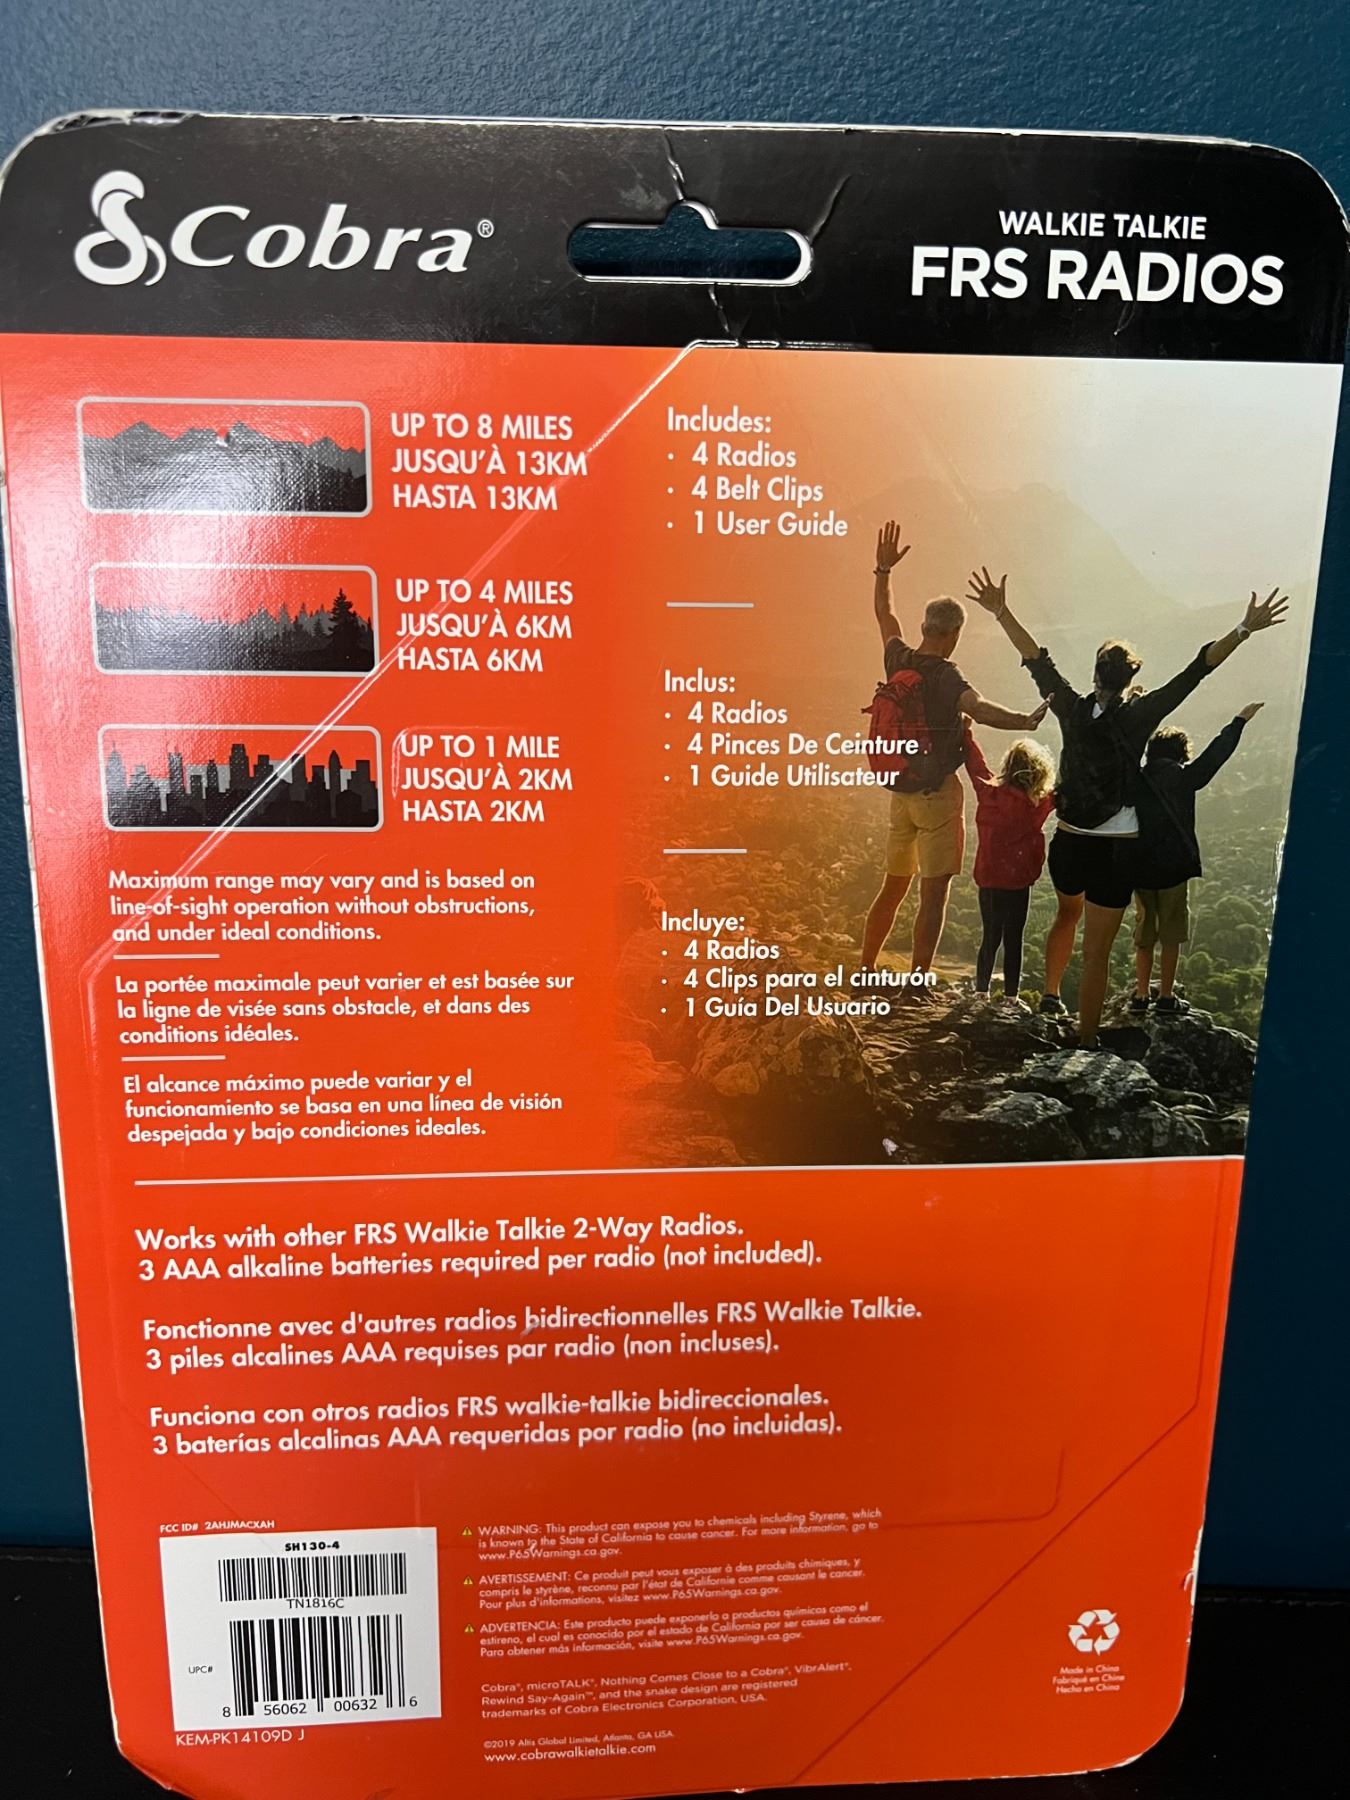 Cobra®
WALKIE TALKIE
FRS RADIOS
UP TO 8 MILES
JUSQU'À 13KM
HASTA 13KM
UP TO 4 MILES
JUSQU'À 6KM
HASTA 6KM
UP TO 1 MILE
JUSQU'À 2KM
HASTA 2KM
Maximum range may vary and is based on
line-of-sight operation without obstructions,
and under ideal conditions.
La portée maximale peut varier et est basée sur
la ligne de visée sans obstacle, et dans des
conditions idéales.
El alcance máximo puede variar y el
funcionamiento se basa en una línea de visión
despejada y bajo condiciones ideales.
Includes:
• 4 Radios
• 4 Belt Clips
• 1 User Guide
Inclus:
• 4 Radios
• 4 Pinces De Ceinture
• 1 Guide Utilisateur
Incluye:
• 4 Radios
• 4 Clips para el cinturón
• 1 Guía Del Usuario
Works with other FRS Walkie Talkie 2-Way Radios.
3 AAA alkaline batteries required per radio (not included).
Fonctionne avec d'autres radios bidirectionnelles FRS Walkie Talkie.
3 piles alcalines AAA requises par radio (non incluses).
Funciona con otros radios FRS walkie-talkie bidireccionales.
3 baterías alcalinas AAA requeridas por radio (no incluidas).
FCC ID# 2AHJMACXAH
SH130-4
TN1816C
UPC#
8 56062 00632 6
KEM-PK14109D J
WARNING: This product can expose you to chemicals including Styrene, which
is known to the State of California to cause cancer. For more information, go to
www.P65Warnings.ca.gov.
AVERTISSEMENT: Ce produit peut vous exposer à des produits chimiques, y
compris le styrène, reconnu par l'état de Californie comme causant le cancer.
Pour plus d'informations, visitez www.P65Warnings.ca.gov.
ADVERTENCIA: Este producto puede exponerlo a productos químicos como el
estireno, el cual es conocido por el estado de California por ser causa de cáncer.
Para obtener más información, visite www.P65Warnings.ca.gov.
Cobra®, microTALK®, Nothing Comes Close to a Cobra®, VibrAlert®,
Rewind Say-Again™, and the snake design are registered
trademarks of Cobra Electronics Corporation, USA.
©2019 Altis Global Limited, Atlanta, GA USA
www.cobrawalkietalkie.com
Made in China
Fabriqué en Chine
Hecho en China